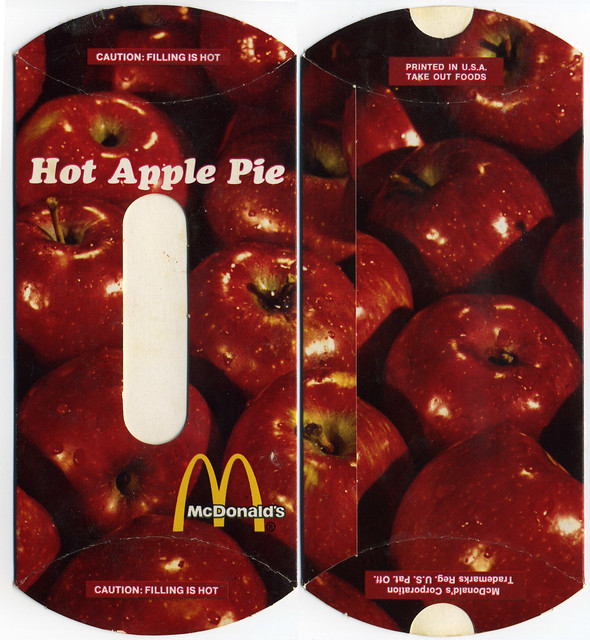 CAUTION: FILLING IS HOT
Hot Apple Pie
McDonald's
®
CAUTION: FILLING IS HOT
PRINTED IN U.S.A.
TAKE OUT FOODS
McDonald's Corporation
Trademarks Reg. U.S. Pat. Off.